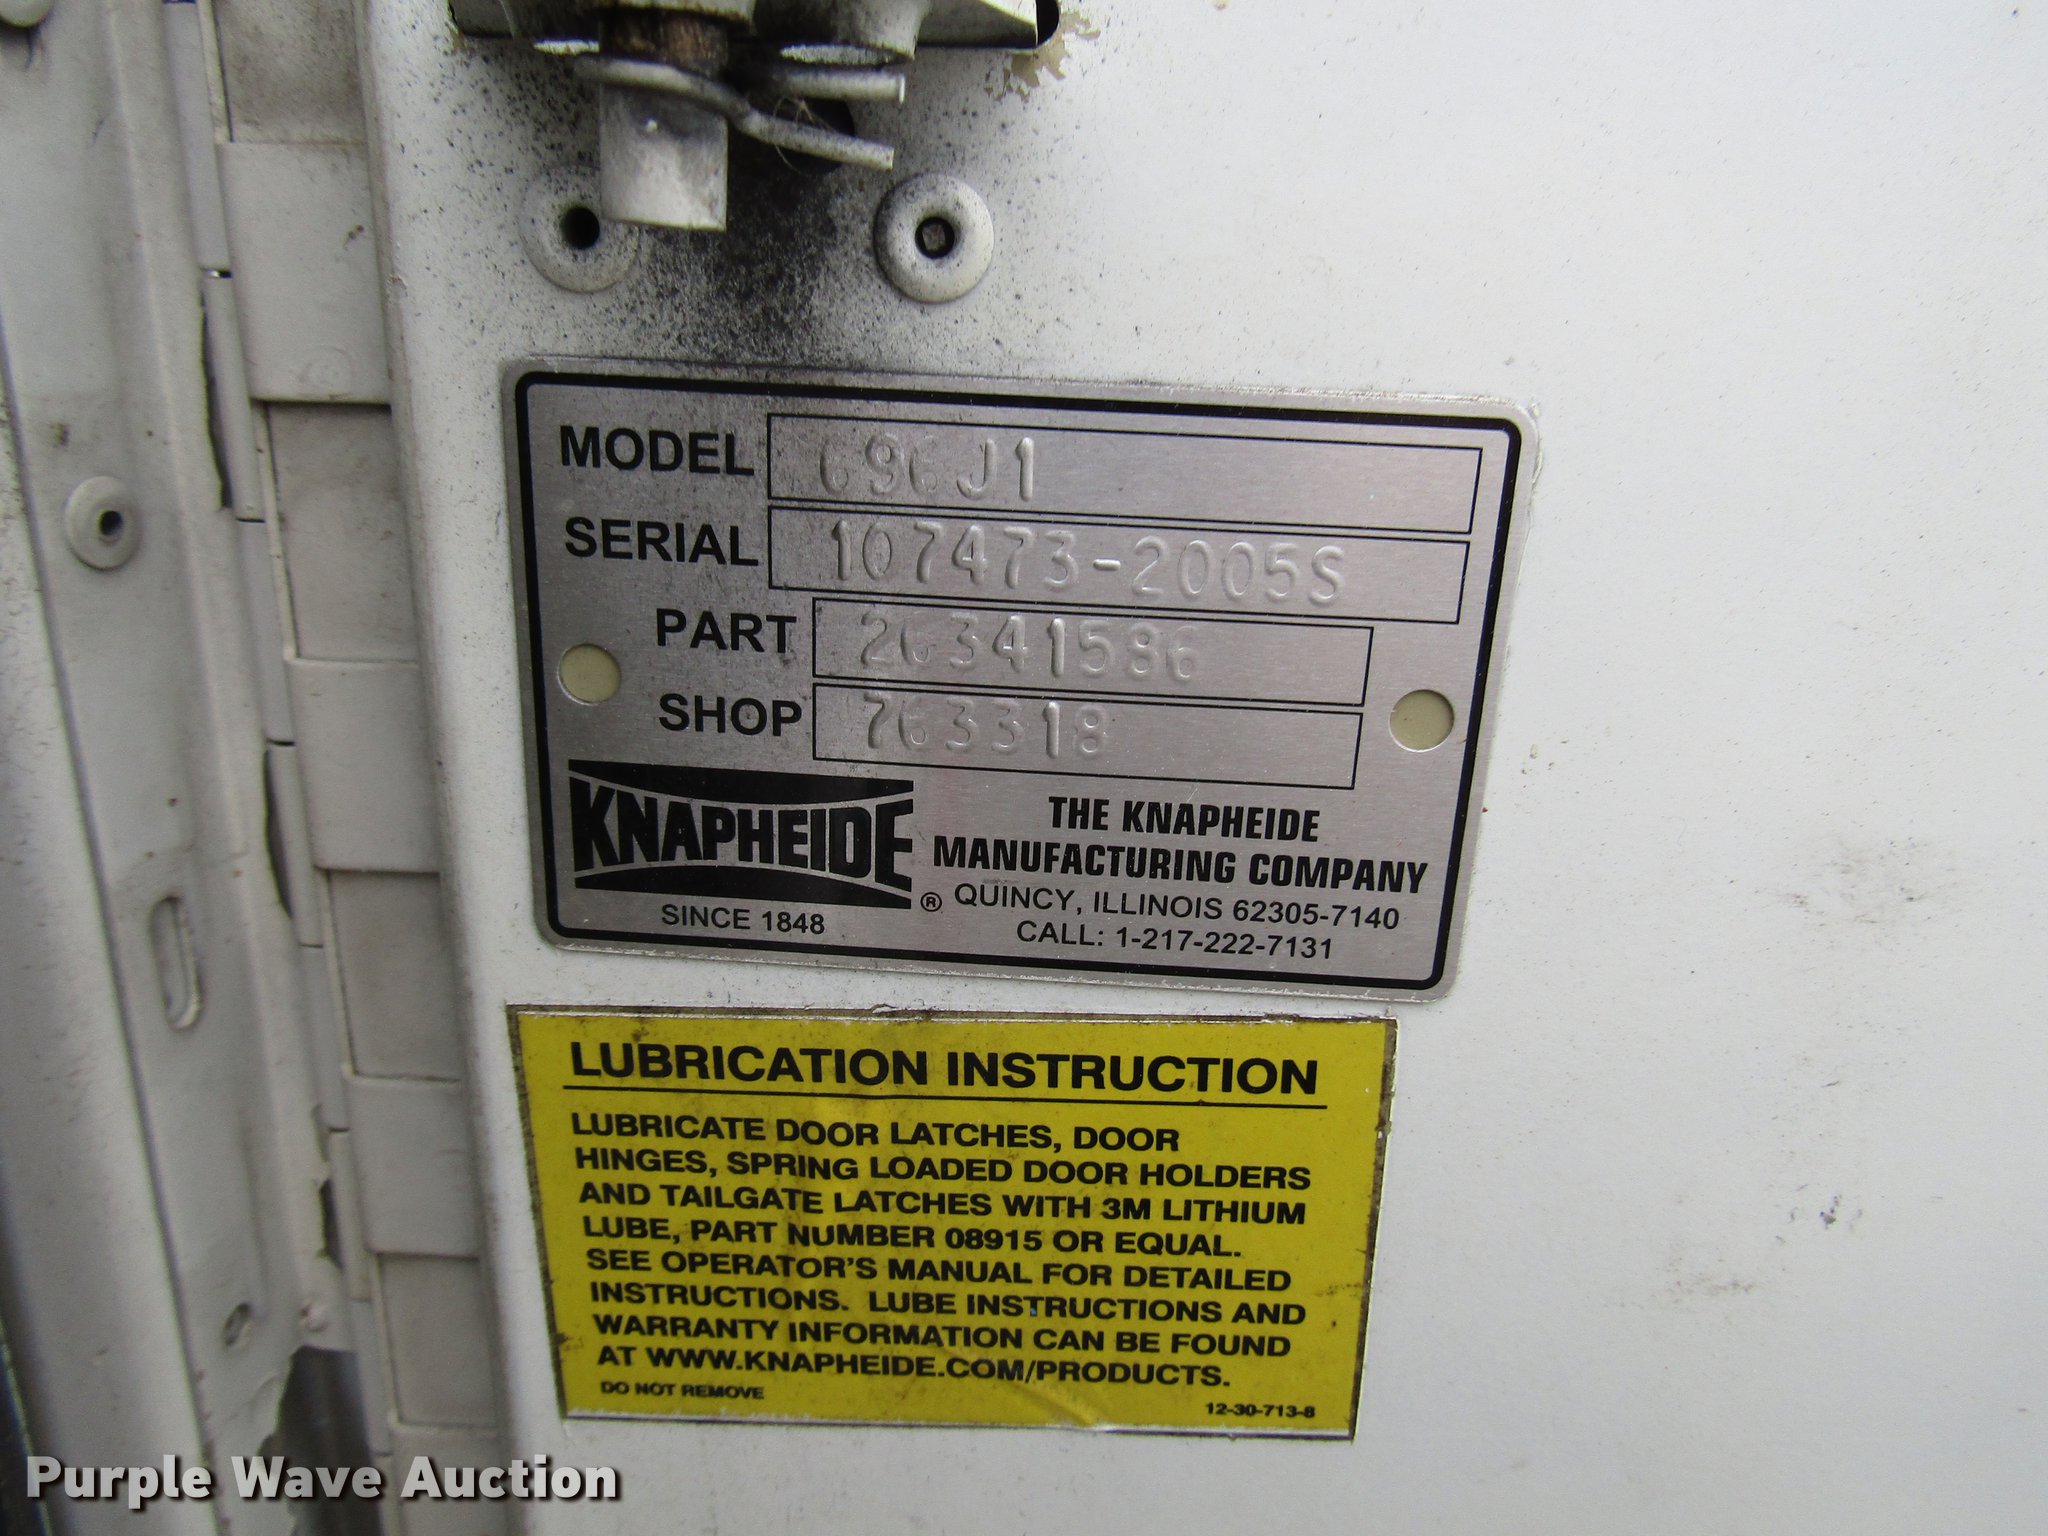 MODEL 696J1
SERIAL 107473-2005S
PART 26341586
SHOP 763318
KNAPHEIDE ®
SINCE 1848
THE KNAPHEIDE
MANUFACTURING COMPANY
QUINCY, ILLINOIS 62305-7140
CALL: 1-217-222-7131
LUBRICATION INSTRUCTION
LUBRICATE DOOR LATCHES, DOOR
HINGES, SPRING LOADED DOOR HOLDERS
AND TAILGATE LATCHES WITH 3M LITHIUM
LUBE, PART NUMBER 08915 OR EQUAL.
SEE OPERATOR'S MANUAL FOR DETAILED
INSTRUCTIONS. LUBE INSTRUCTIONS AND
WARRANTY INFORMATION CAN BE FOUND
AT WWW.KNAPHEIDE.COM/PRODUCTS.
DO NOT REMOVE
12-30-713-8
Purple Wave Auction